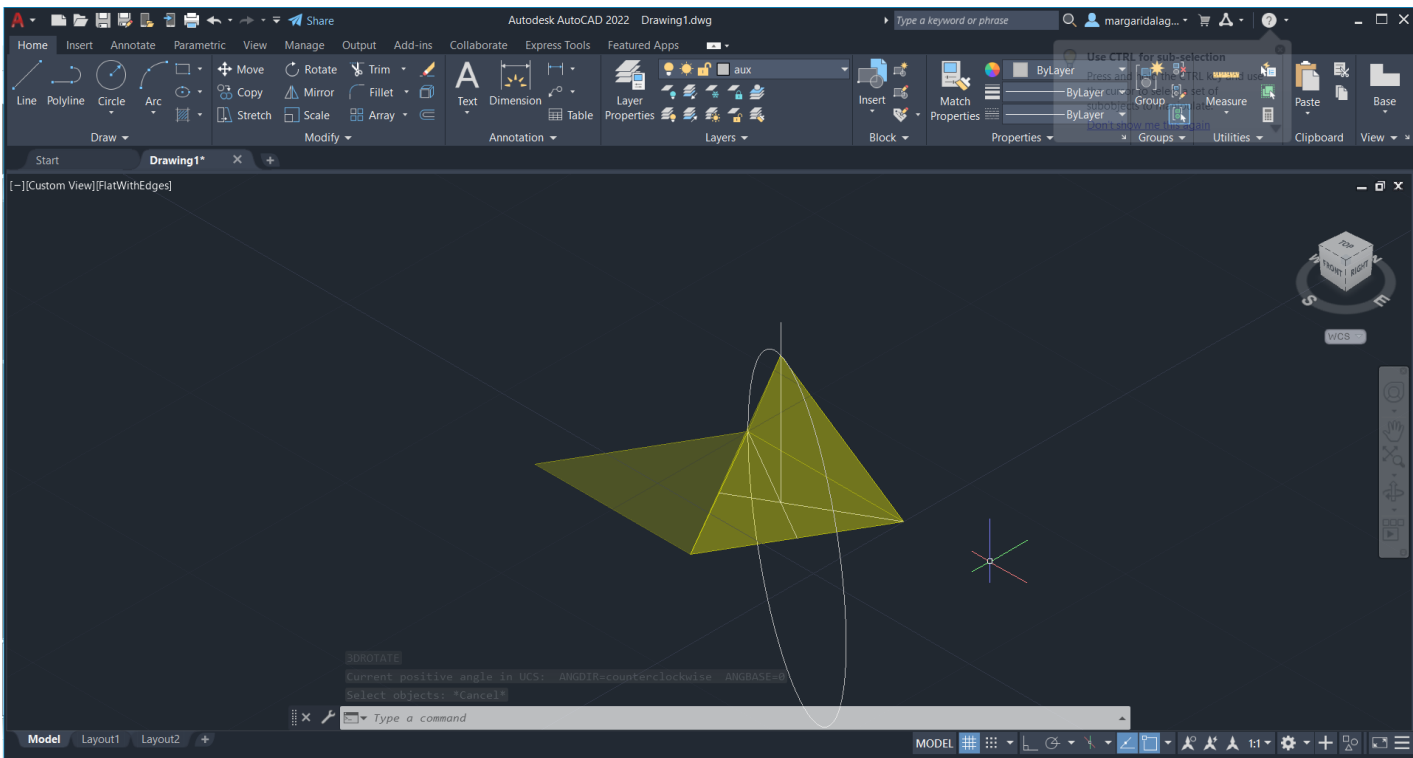 Share
Autodesk AutoCAD 2022 Drawing1.dwg
Type a keyword or phrase
margaridalag...
Home Insert Annotate Parametric View Manage Output Add-ins Collaborate Express Tools Featured Apps
Line Polyline Circle Arc
Draw
Move Rotate Trim
Copy Mirror Fillet
Stretch Scale Array
Modify
Text Dimension
Table
Annotation
Layer Properties
aux
Layers
Insert
Block
Match Properties
ByLayer
ByLayer
ByLayer
Properties
Group
Groups
Measure
Utilities
Paste
Clipboard
Base
View
Use CTRL for sub-selection
Don't show me this again
Start Drawing1* +
[−][Custom View][FlatWithEdges]
TOP
FRONT RIGHT
W N
S E
WCS
3DROTATE
Current positive angle in UCS: ANGDIR=counterclockwise ANGBASE=0
Select objects: *Cancel*
Type a command
Model Layout1 Layout2 +
MODEL 1:1